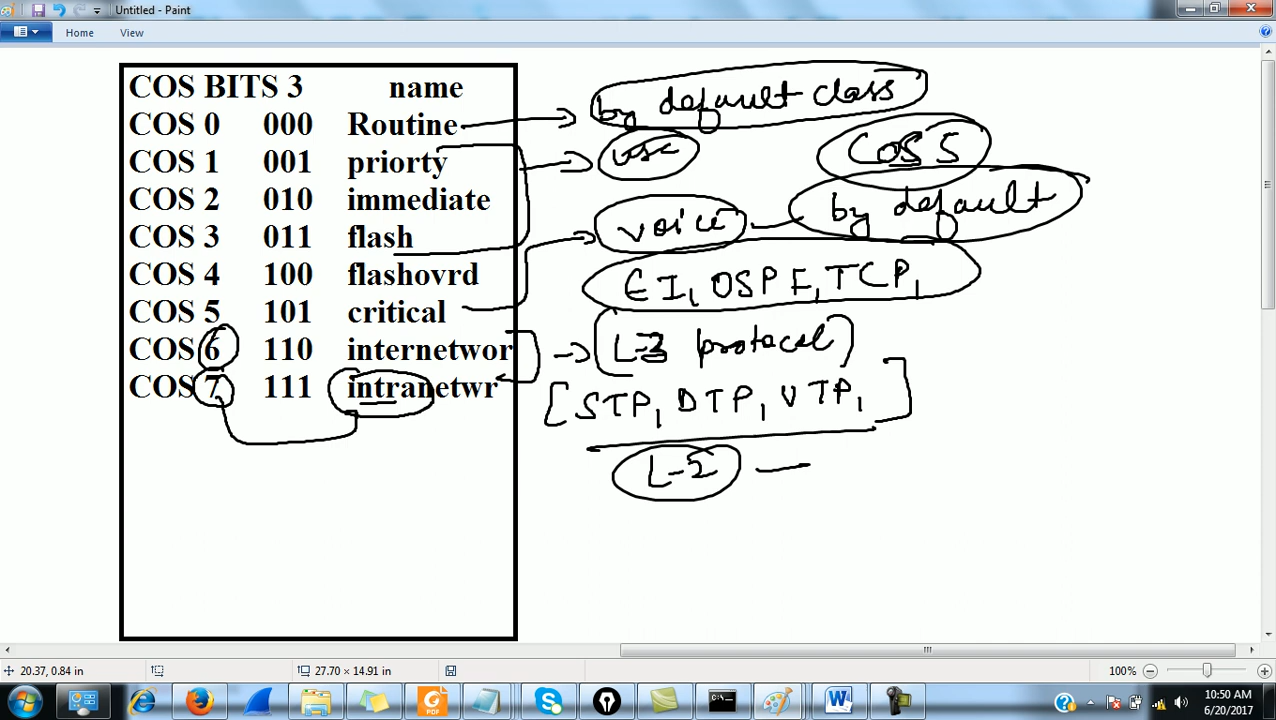 Untitled - Paint
Home View
COS BITS 3 name
COS 0 000 Routine
COS 1 001 priorty
COS 2 010 immediate
COS 3 011 flash
COS 4 100 flashovrd
COS 5 101 critical
COS 6 110 internetwor
COS 7 111 intranetwr
by default class
use
COS 5
voice by default
EI, OSPF, TCP,
L-3 protocal
[STP, DTP, VTP, ]
L-2
20.37, 0.84 in
27.70 × 14.91 in
100%
PDF
C:\
10:50 AM
6/20/2017